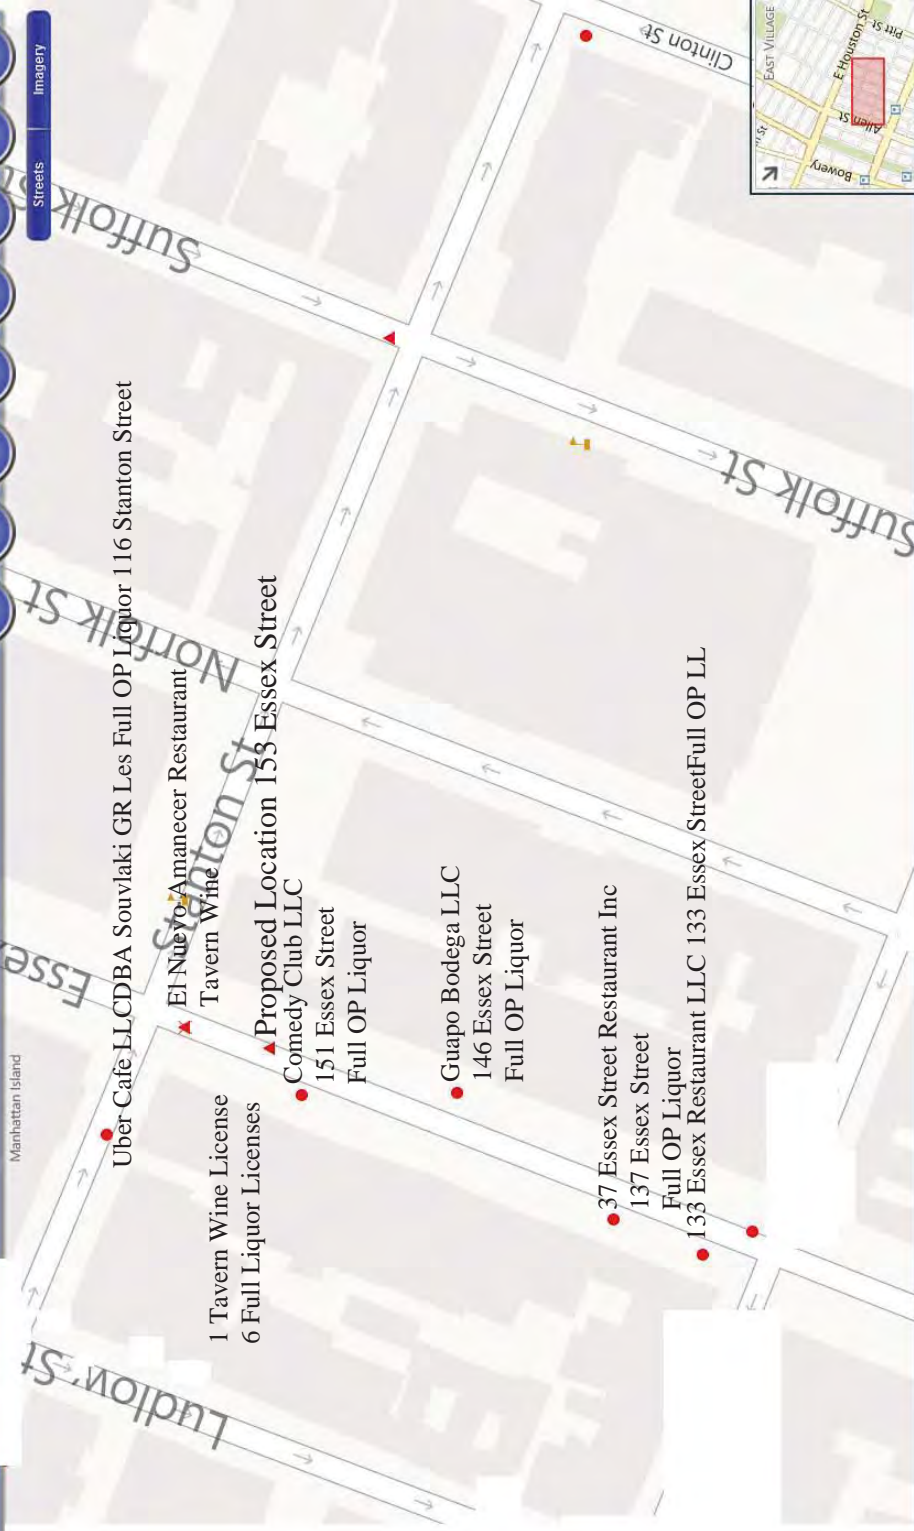 Streets
Imagery
Manhattan Island
Uber Cafe LLCDBA Souvlaki GR Les Full OP Liquor 116 Stanton Street
El Nuevo Amanecer Restaurant
Tavern Wine
1 Tavern Wine License
6 Full Liquor Licenses
Proposed Location 153 Essex Street
Comedy Club LLC
151 Essex Street
Full OP Liquor
Guapo Bodega LLC
146 Essex Street
Full OP Liquor
37 Essex Street Restaurant Inc
137 Essex Street
Full OP Liquor
133 Essex Restaurant LLC 133 Essex StreetFull OP LL
Ludlow St
Essex
Stanton St
Norfolk St
Suffolk St
Suffolk St
Clinton St
EAST VILLAGE
E Houston St
Pitt St
Allen St
Bowery